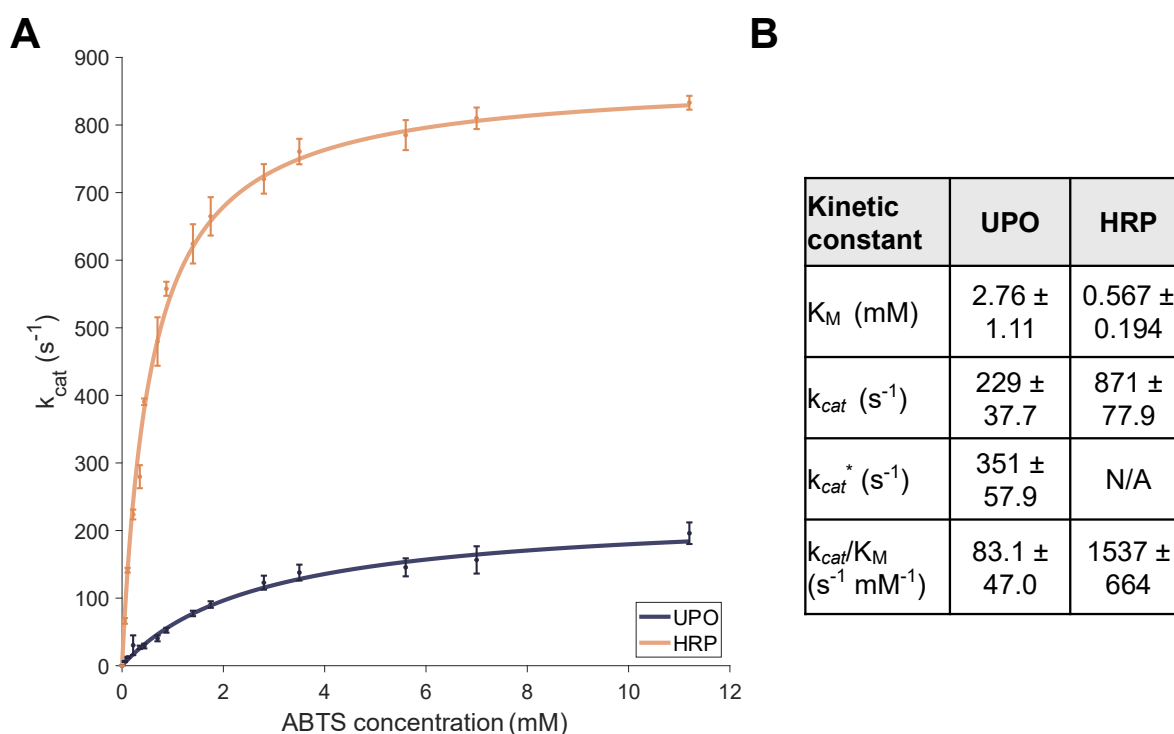 A
B
900
800
700
600
500
400
300
200
100
0
k_cat (s⁻¹)
0 2 4 6 8 10 12
ABTS concentration (mM)
UPO
HRP
Kinetic constant UPO HRP
K_M (mM) 2.76 ± 1.11 0.567 ± 0.194
k_cat (s⁻¹) 229 ± 37.7 871 ± 77.9
k_cat* (s⁻¹) 351 ± 57.9 N/A
k_cat/K_M (s⁻¹ mM⁻¹) 83.1 ± 47.0 1537 ± 664